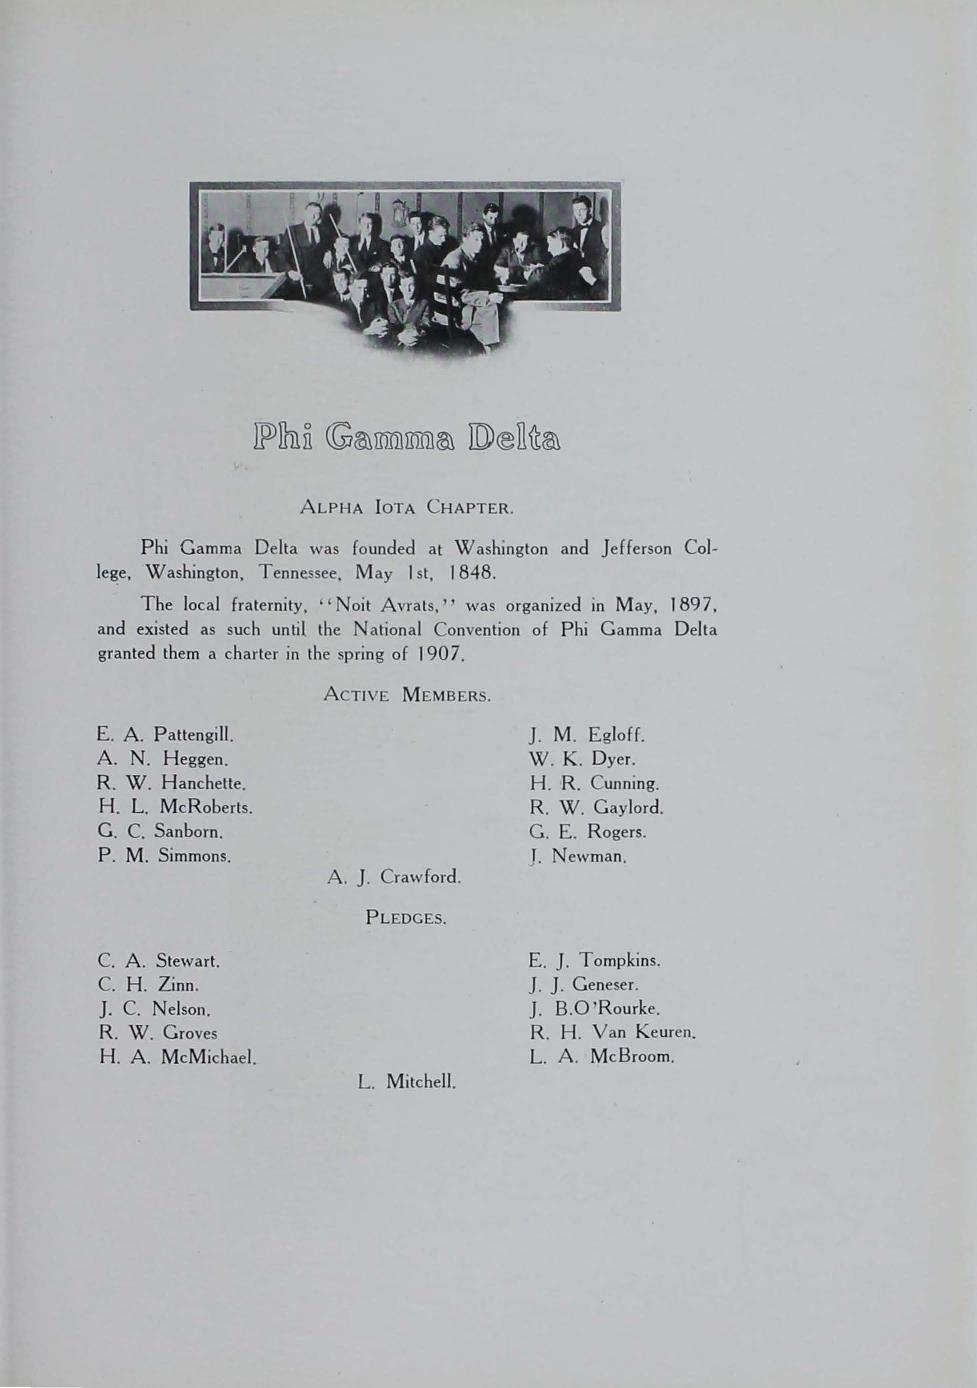 Phi Gamma Delta
ALPHA IOTA CHAPTER.
Phi Gamma Delta was founded at Washington and Jefferson Col-
lege, Washington, Tennessee, May 1st, 1848.
The local fraternity, "Noit Avrats," was organized in May, 1897,
and existed as such until the National Convention of Phi Gamma Delta
granted them a charter in the spring of 1907.
ACTIVE MEMBERS.
E. A. Pattengill.
A. N. Heggen.
R. W. Hanchette.
H. L. McRoberts.
G. C. Sanborn.
P. M. Simmons.
J. M. Egloff.
W. K. Dyer.
H. R. Cunning.
R. W. Gaylord.
G. E. Rogers.
J. Newman.
A. J. Crawford.
PLEDGES.
C. A. Stewart.
C. H. Zinn.
J. C. Nelson.
R. W. Groves
H. A. McMichael.
E. J. Tompkins.
J. J. Geneser.
J. B.O'Rourke.
R. H. Van Keuren.
L. A. McBroom.
L. Mitchell.